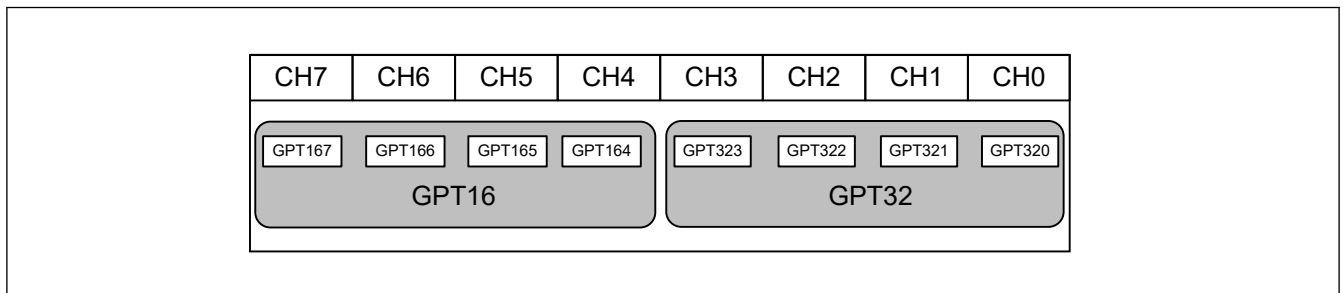 CH7 CH6 CH5 CH4 CH3 CH2 CH1 CH0
GPT167 GPT166 GPT165 GPT164 GPT323 GPT322 GPT321 GPT320
GPT16 GPT32